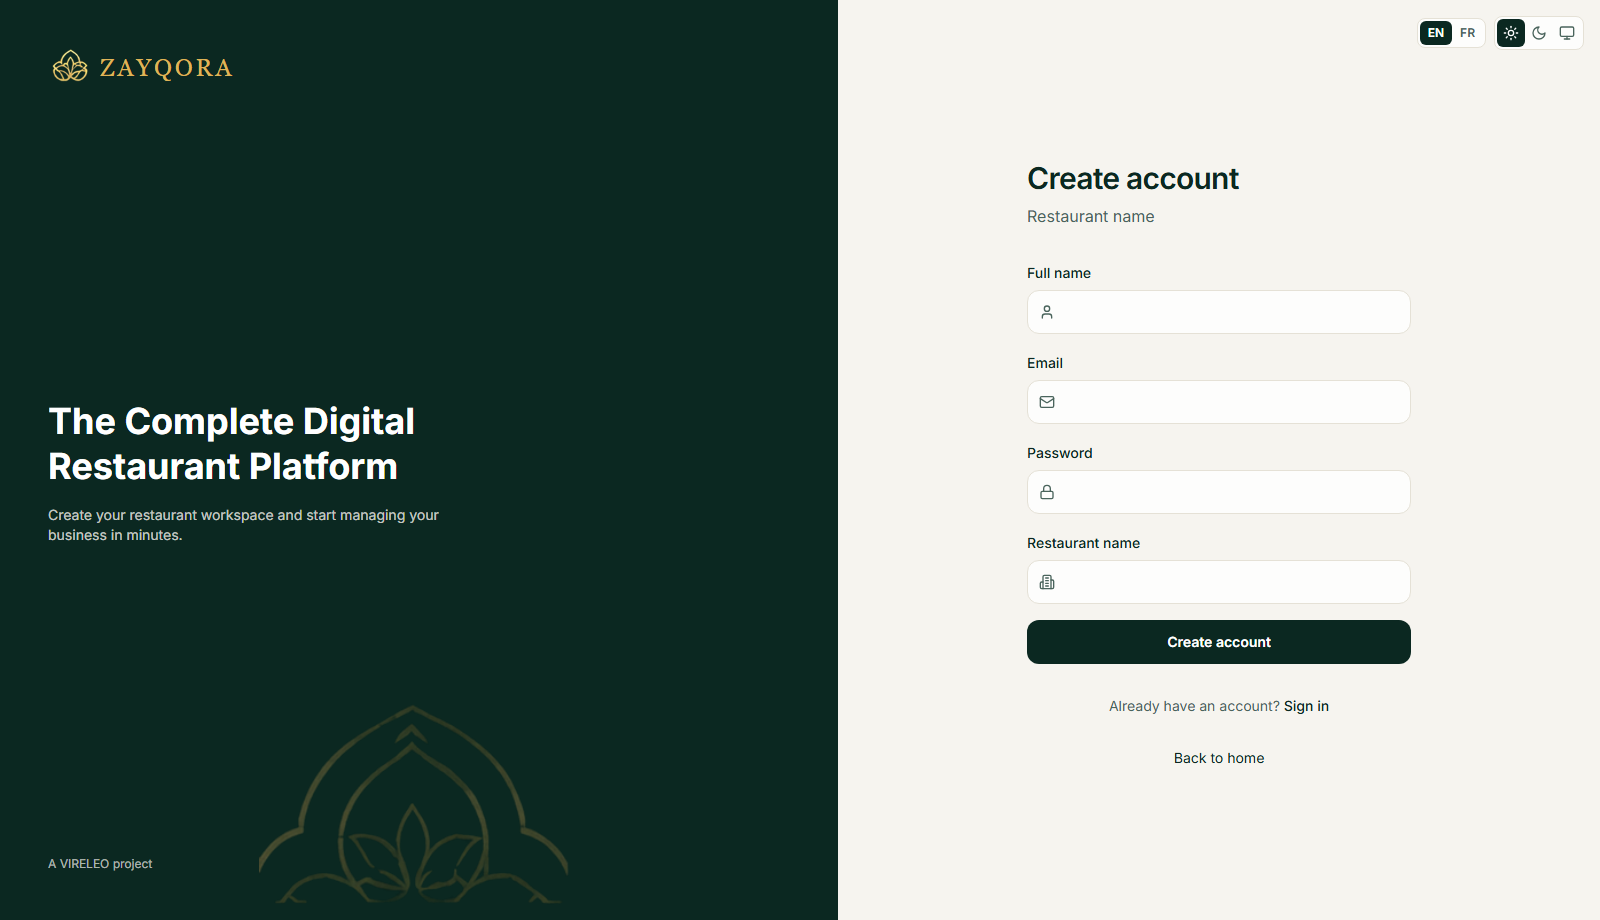 ZAYQORA
The Complete Digital
Restaurant Platform
Create your restaurant workspace and start managing your
business in minutes.
A VIRELEO project
EN FR
Create account
Restaurant name
Full name
Email
Password
Restaurant name
Create account
Already have an account? Sign in
Back to home